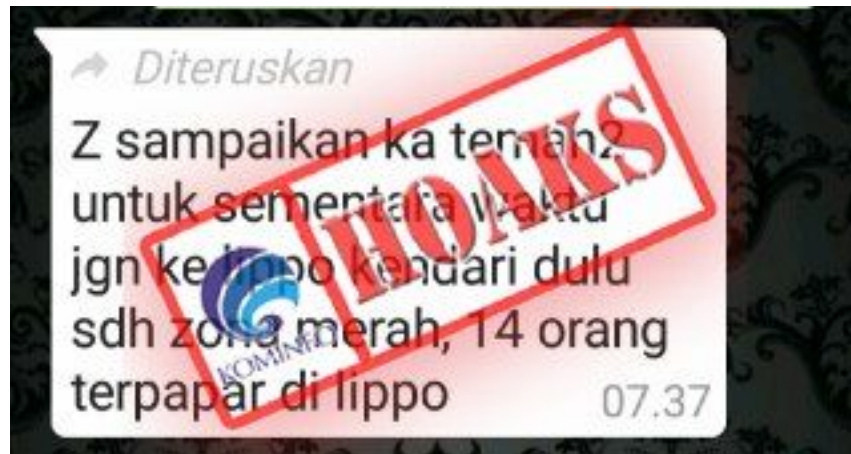 Diteruskan
Z sampaikan ka teman2
untuk sementara waktu
jgn ke lippo kendari dulu
sdh zona merah, 14 orang
terpapar di lippo
07.37
HOAKS
KOMINFO